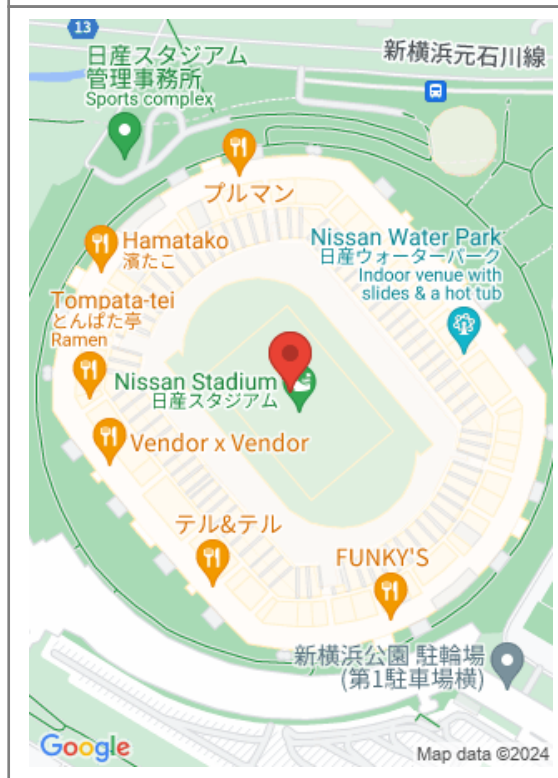 13
日産スタジアム
管理事務所
Sports complex
新横浜元石川線
プルマン
Hamatako
濱たこ
Nissan Water Park
日産ウォーターパーク
Indoor venue with
slides & a hot tub
Tompata-tei
とんぱた亭
Ramen
Nissan Stadium
日産スタジアム
Vendor x Vendor
テル&テル
FUNKY'S
新横浜公園 駐輪場
(第1駐車場横)
Google
Map data ©2024